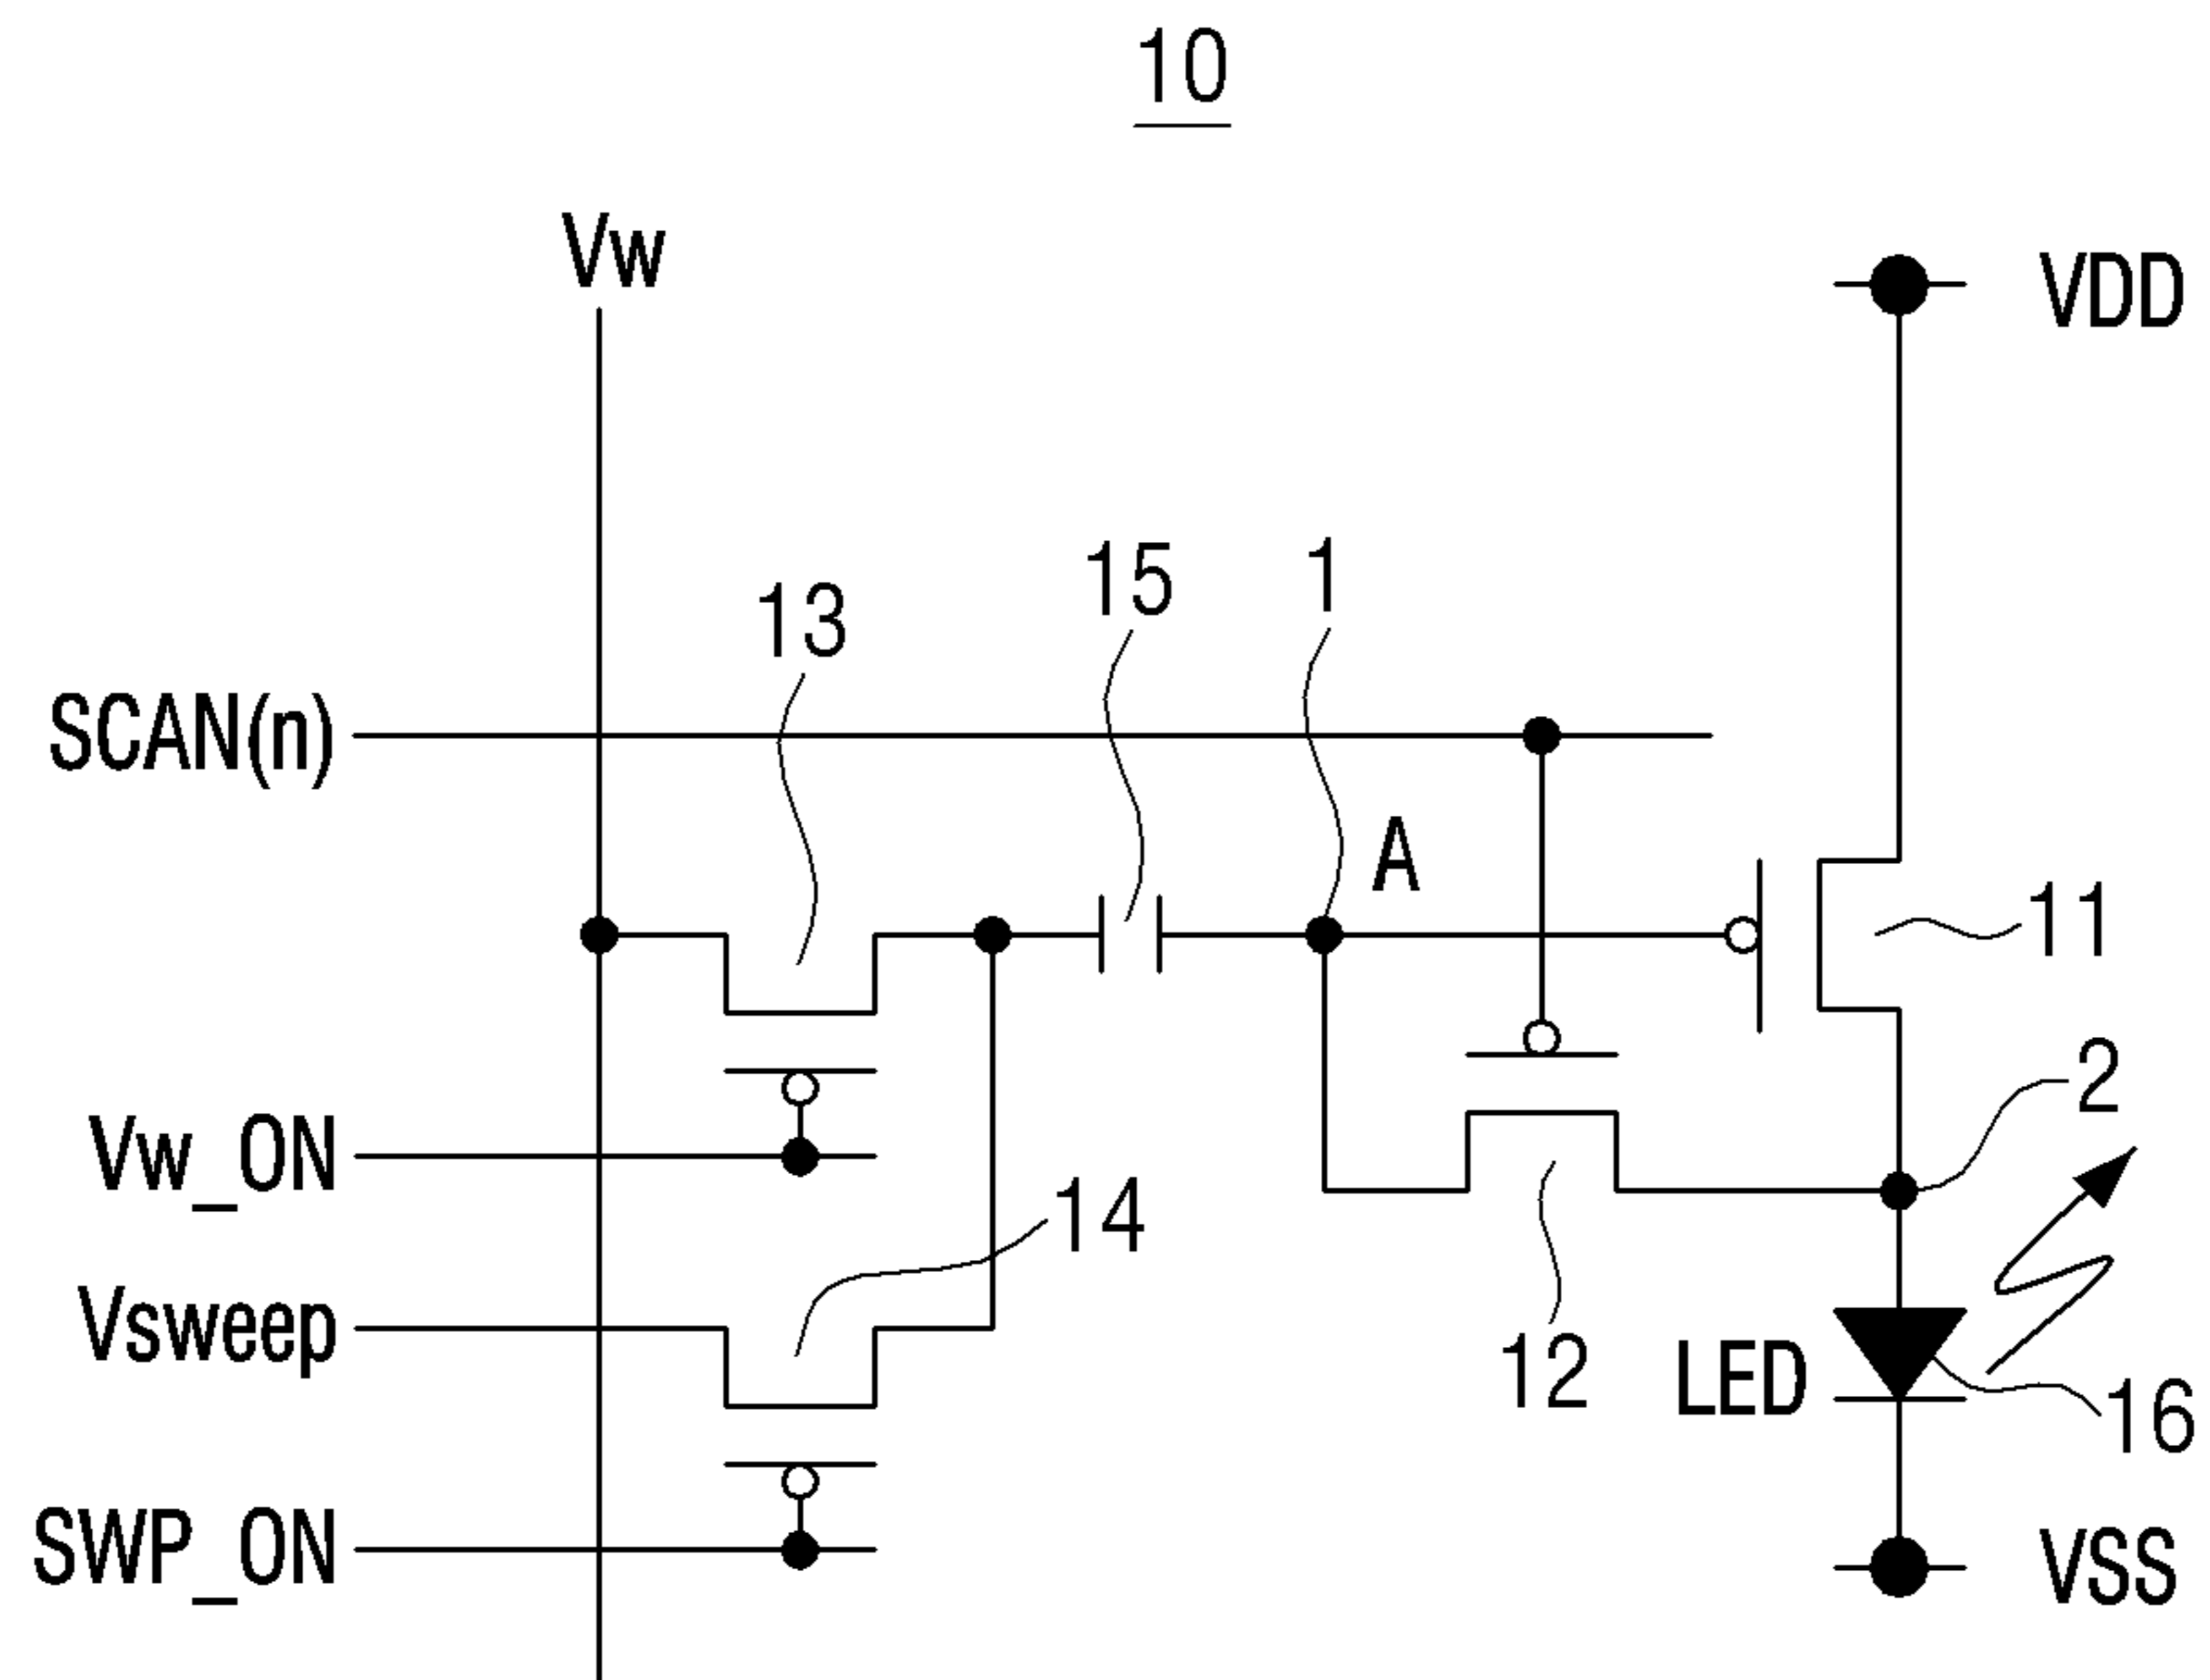 10
Vw
VDD
15
1
13
SCAN(n)
A
11
2
Vw_ON
14
Vsweep
12
LED
16
SWP_ON
VSS